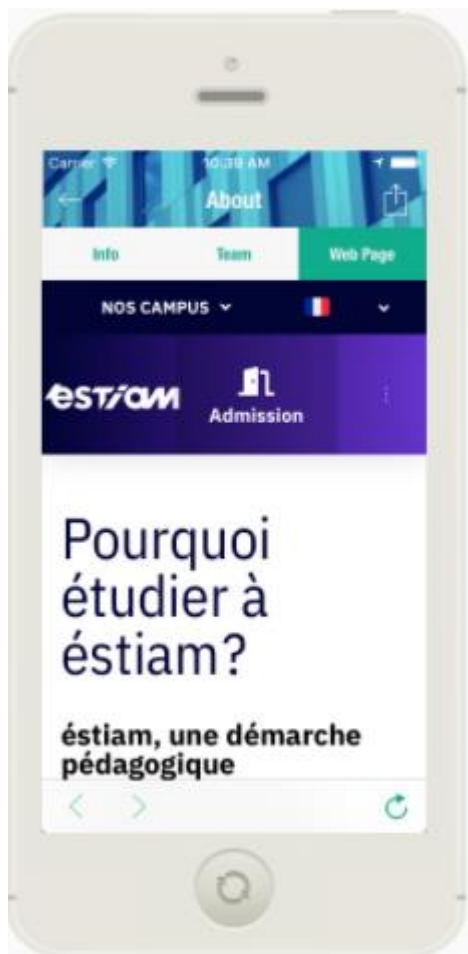 Carrier 10:39 AM
About
Info Team Web Page
NOS CAMPUS
estiam
Admission
Pourquoi
étudier à
éstiam?
éstiam, une démarche
pédagogique